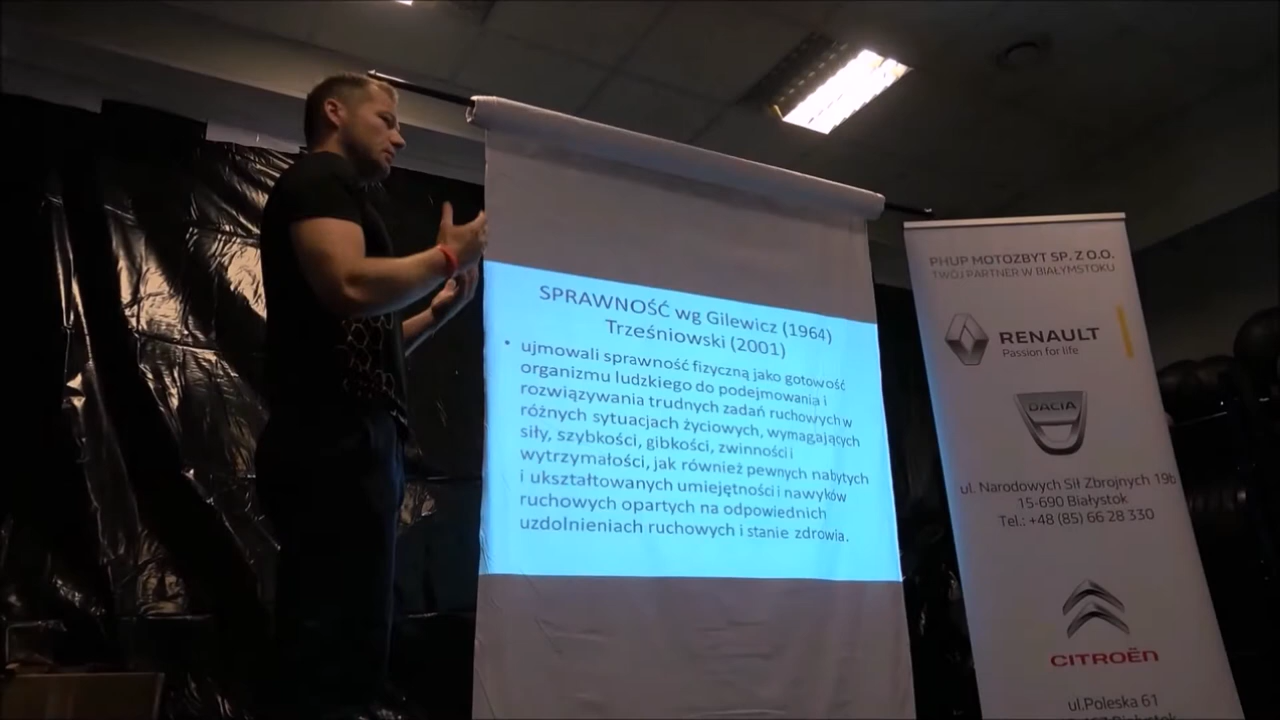 SPRAWNOŚĆ wg Gilewicz (1964)
Trześniowski (2001)
• ujmowali sprawność fizyczną jako gotowość
organizmu ludzkiego do podejmowania i
rozwiązywania trudnych zadań ruchowych w
różnych sytuacjach życiowych, wymagających
siły, szybkości, gibkości, zwinności i
wytrzymałości, jak również pewnych nabytych
i ukształtowanych umiejętności i nawyków
ruchowych opartych na odpowiednich
uzdolnieniach ruchowych i stanie zdrowia.
PHUP MOTOZBYT SP. Z O.O.
TWÓJ PARTNER W BIAŁYMSTOKU
RENAULT
Passion for life
DACIA
ul. Narodowych Sił Zbrojnych 19b
15-690 Białystok
Tel.: +48 (85) 66 28 330
CITROËN
ul.Poleska 61
Białystok